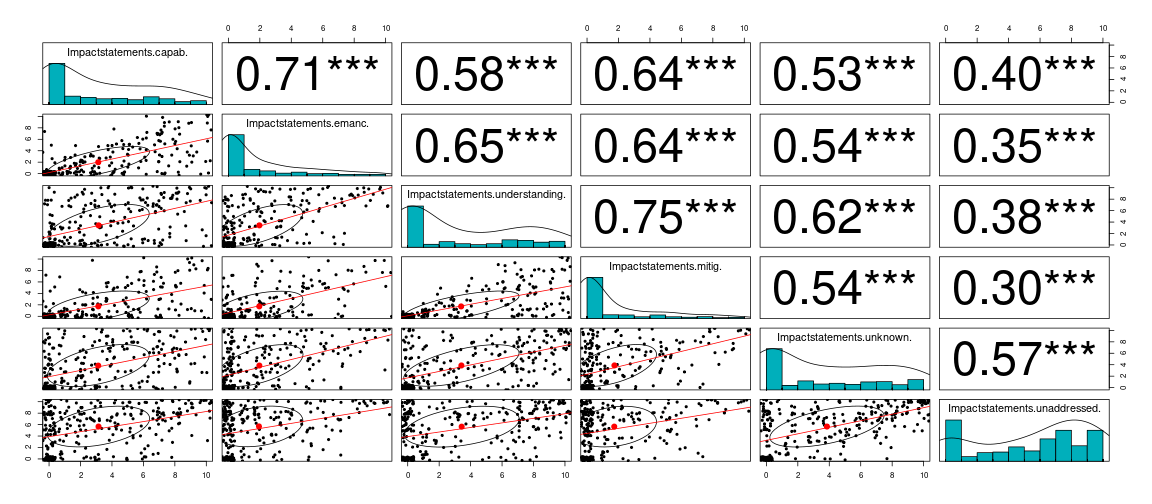 0 2 4 6 8 10 0 2 4 6 8 10 0 2 4 6 8 10
Impactstatements.capab. 0.71*** 0.58*** 0.64*** 0.53*** 0.40*** 0 2 4 6 8
0 2 4 6 8 Impactstatements.emanc. 0.65*** 0.64*** 0.54*** 0.35***
Impactstatements.understanding. 0.75*** 0.62*** 0.38*** 0 2 4 6 8
0 2 4 6 8 Impactstatements.mitig. 0.54*** 0.30***
Impactstatements.unknown. 0.57*** 0 2 4 6 8
0 2 4 6 8 Impactstatements.unaddressed.
0 2 4 6 8 10 0 2 4 6 8 10 0 2 4 6 8 10